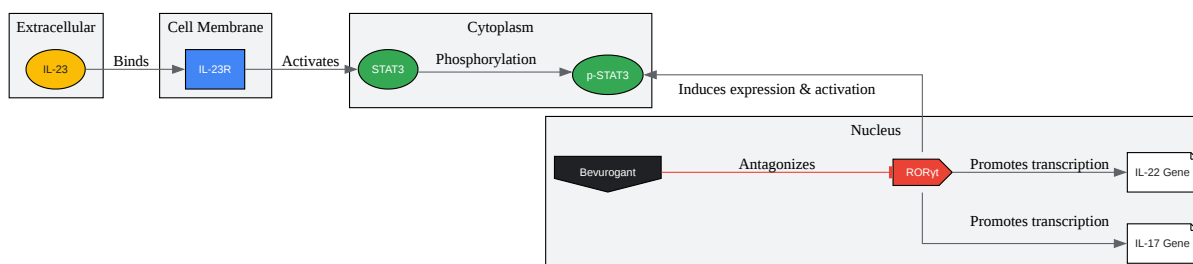 Extracellular
Cell Membrane
Cytoplasm
IL-23
Binds
IL-23R
Activates
STAT3
Phosphorylation
p-STAT3
Induces expression & activation
Nucleus
Bevurogant
Antagonizes
RORγt
Promotes transcription
IL-22 Gene
Promotes transcription
IL-17 Gene